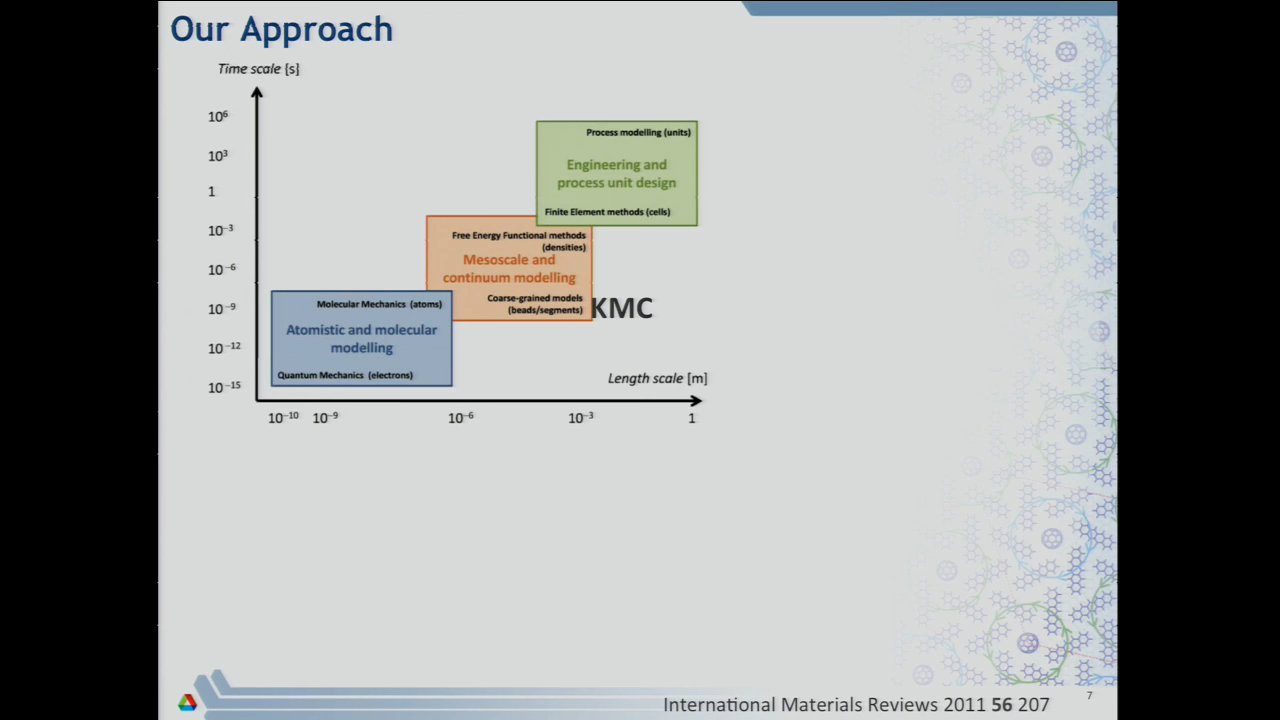 Our Approach
Time scale [s]
10⁶
10³
1
10⁻³
10⁻⁶
10⁻⁹
10⁻¹²
10⁻¹⁵
Process modelling (units)
Engineering and
process unit design
Finite Element methods (cells)
Free Energy Functional methods
(densities)
Mesoscale and
continuum modelling
Coarse-grained models
(beads/segments)
KMC
Molecular Mechanics (atoms)
Atomistic and molecular
modelling
Quantum Mechanics (electrons)
Length scale [m]
10⁻¹⁰ 10⁻⁹ 10⁻⁶ 10⁻³ 1
International Materials Reviews 2011 56 207
7